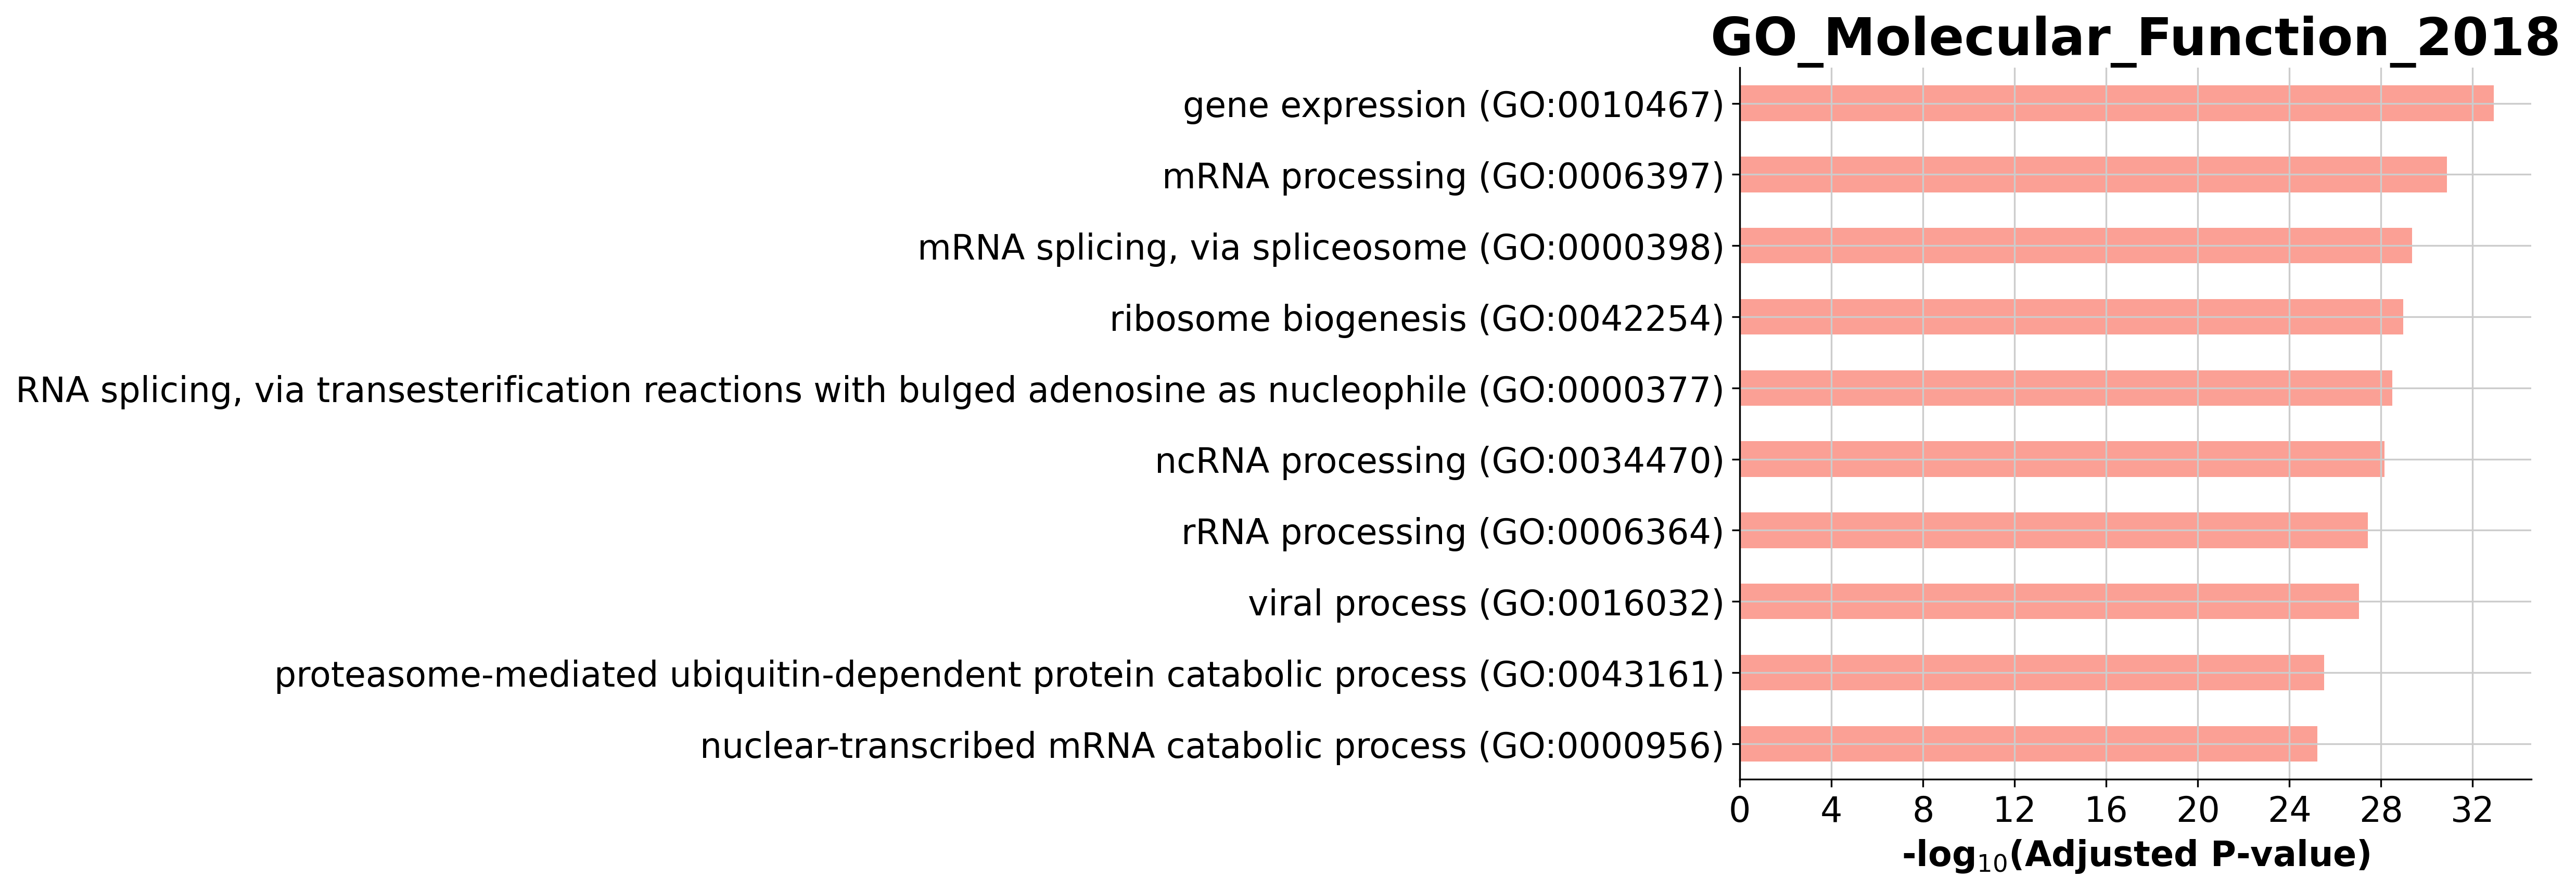 GO_Molecular_Function_2018
gene expression (GO:0010467)
mRNA processing (GO:0006397)
mRNA splicing, via spliceosome (GO:0000398)
ribosome biogenesis (GO:0042254)
RNA splicing, via transesterification reactions with bulged adenosine as nucleophile (GO:0000377)
ncRNA processing (GO:0034470)
rRNA processing (GO:0006364)
viral process (GO:0016032)
proteasome-mediated ubiquitin-dependent protein catabolic process (GO:0043161)
nuclear-transcribed mRNA catabolic process (GO:0000956)
0 4 8 12 16 20 24 28 32
-log₁₀(Adjusted P-value)